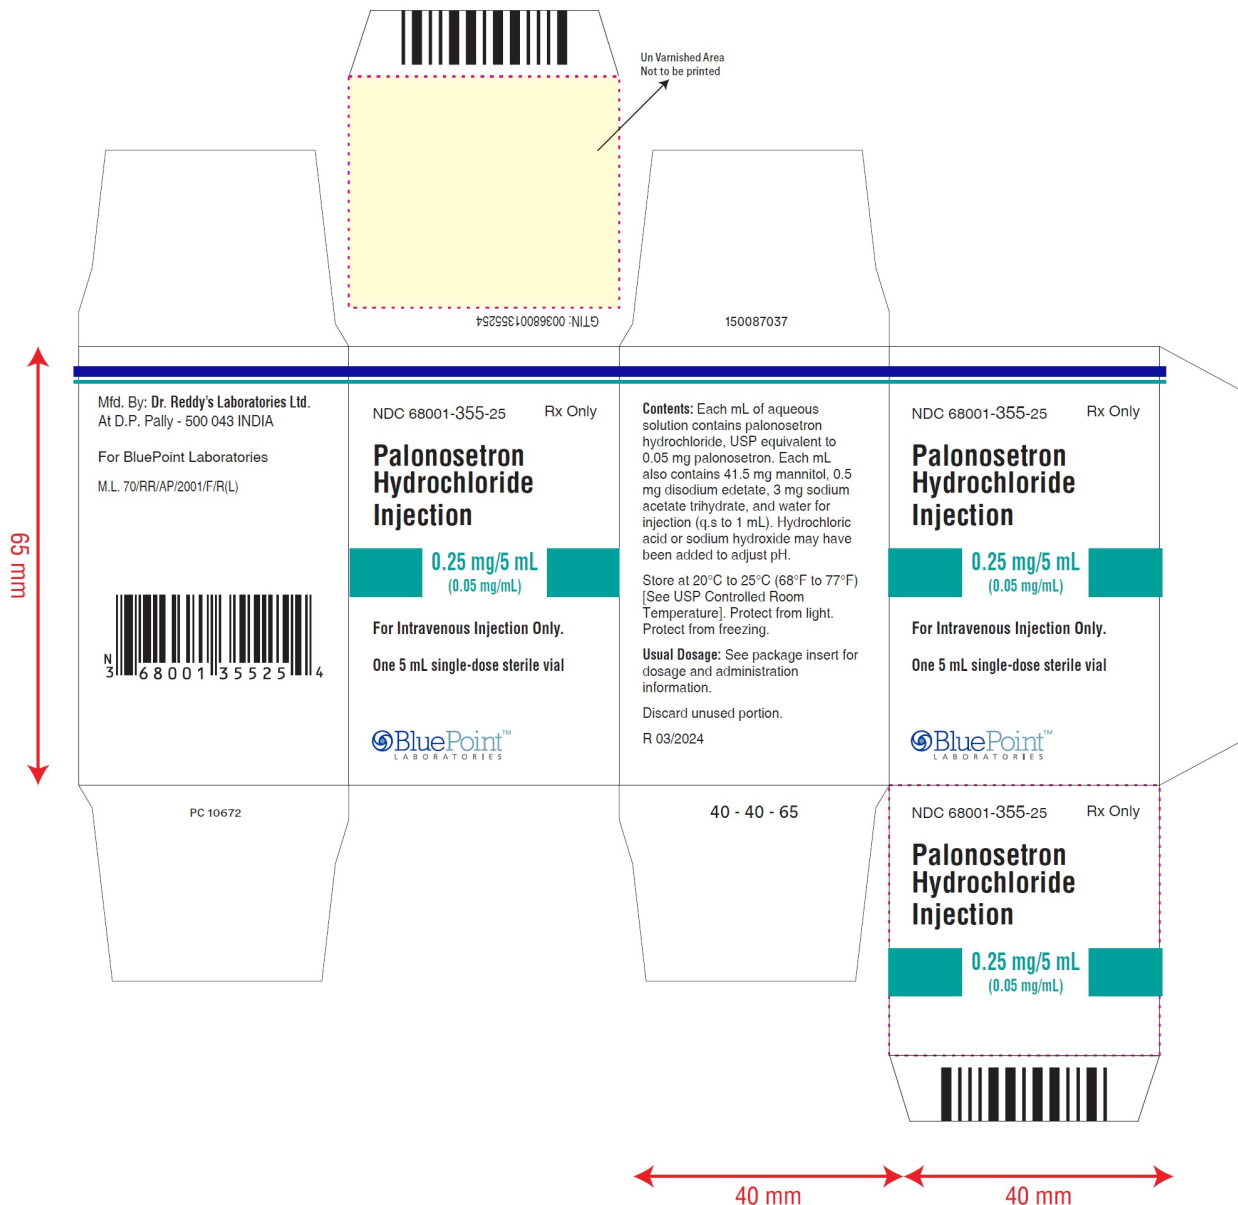 Un Varnished Area
Not to be printed
GTIN: 00368001355254
150087037
65 mm
Mfd. By: Dr. Reddy's Laboratories Ltd.
At D.P. Pally - 500 043 INDIA
For BluePoint Laboratories
M.L. 70/RR/AP/2001/F/R(L)
N
3 68001 35525 4
NDC 68001-355-25 Rx Only
Palonosetron
Hydrochloride
Injection
0.25 mg/5 mL
(0.05 mg/mL)
For Intravenous Injection Only.
One 5 mL single-dose sterile vial
BluePoint™
LABORATORIES
Contents: Each mL of aqueous
solution contains palonosetron
hydrochloride, USP equivalent to
0.05 mg palonosetron. Each mL
also contains 41.5 mg mannitol, 0.5
mg disodium edetate, 3 mg sodium
acetate trihydrate, and water for
injection (q.s to 1 mL). Hydrochloric
acid or sodium hydroxide may have
been added to adjust pH.
Store at 20°C to 25°C (68°F to 77°F)
[See USP Controlled Room
Temperature]. Protect from light.
Protect from freezing.
Usual Dosage: See package insert for
dosage and administration
information.
Discard unused portion.
R 03/2024
NDC 68001-355-25 Rx Only
Palonosetron
Hydrochloride
Injection
0.25 mg/5 mL
(0.05 mg/mL)
For Intravenous Injection Only.
One 5 mL single-dose sterile vial
BluePoint™
LABORATORIES
PC 10672
40 - 40 - 65
NDC 68001-355-25 Rx Only
Palonosetron
Hydrochloride
Injection
0.25 mg/5 mL
(0.05 mg/mL)
40 mm
40 mm